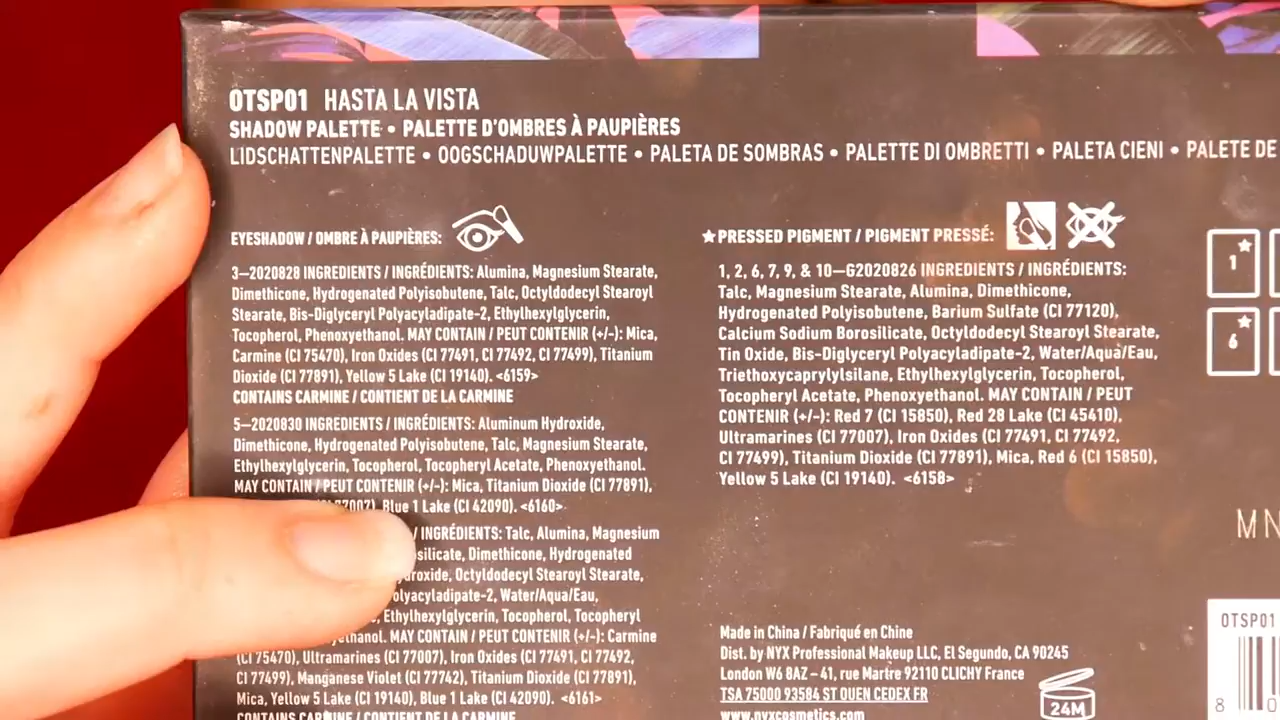 OTSP01 HASTA LA VISTA
SHADOW PALETTE • PALETTE D'OMBRES À PAUPIÈRES
LIDSCHATTENPALETTE • OOGSCHADUWPALETTE • PALETA DE SOMBRAS • PALETTE DI OMBRETTI • PALETA CIENI • PALETE DE
EYESHADOW / OMBRE À PAUPIÈRES:
3—2020828 INGREDIENTS / INGRÉDIENTS: Alumina, Magnesium Stearate,
Dimethicone, Hydrogenated Polyisobutene, Talc, Octyldodecyl Stearoyl
Stearate, Bis-Diglyceryl Polyacyladipate-2, Ethylhexylglycerin,
Tocopherol, Phenoxyethanol. MAY CONTAIN / PEUT CONTENIR (+/-): Mica,
Carmine (CI 75470), Iron Oxides (CI 77491, CI 77492, CI 77499), Titanium
Dioxide (CI 77891), Yellow 5 Lake (CI 19140). <6159>
CONTAINS CARMINE / CONTIENT DE LA CARMINE
5—2020830 INGREDIENTS / INGRÉDIENTS: Aluminum Hydroxide,
Dimethicone, Hydrogenated Polyisobutene, Talc, Magnesium Stearate,
Ethylhexylglycerin, Tocopherol, Tocopheryl Acetate, Phenoxyethanol.
MAY CONTAIN / PEUT CONTENIR (+/-): Mica, Titanium Dioxide (CI 77891),
77007), Blue 1 Lake (CI 42090). <6160>
/ INGRÉDIENTS: Talc, Alumina, Magnesium
silicate, Dimethicone, Hydrogenated
droxide, Octyldodecyl Stearoyl Stearate,
olyacyladipate-2, Water/Aqua/Eau,
Ethylhexylglycerin, Tocopherol, Tocopheryl
ethanol. MAY CONTAIN / PEUT CONTENIR (+/-): Carmine
(CI 75470), Ultramarines (CI 77007), Iron Oxides (CI 77491, CI 77492,
CI 77499), Manganese Violet (CI 77742), Titanium Dioxide (CI 77891),
Mica, Yellow 5 Lake (CI 19140), Blue 1 Lake (CI 42090). <6161>
CONTAINS CARMINE / CONTIENT DE LA CARMINE
★PRESSED PIGMENT / PIGMENT PRESSÉ:
1, 2, 6, 7, 9, & 10—G2020826 INGREDIENTS / INGRÉDIENTS:
Talc, Magnesium Stearate, Alumina, Dimethicone,
Hydrogenated Polyisobutene, Barium Sulfate (CI 77120),
Calcium Sodium Borosilicate, Octyldodecyl Stearoyl Stearate,
Tin Oxide, Bis-Diglyceryl Polyacyladipate-2, Water/Aqua/Eau,
Triethoxycaprylylsilane, Ethylhexylglycerin, Tocopherol,
Tocopheryl Acetate, Phenoxyethanol. MAY CONTAIN / PEUT
CONTENIR (+/-): Red 7 (CI 15850), Red 28 Lake (CI 45410),
Ultramarines (CI 77007), Iron Oxides (CI 77491, CI 77492,
CI 77499), Titanium Dioxide (CI 77891), Mica, Red 6 (CI 15850),
Yellow 5 Lake (CI 19140). <6158>
Made in China / Fabriqué en Chine
Dist. by NYX Professional Makeup LLC, El Segundo, CA 90245
London W6 8AZ – 41, rue Martre 92110 CLICHY France
TSA 75000 93584 ST OUEN CEDEX FR
www.nyxcosmetics.com
24M
1★
6★
MN
OTSP01
8 0